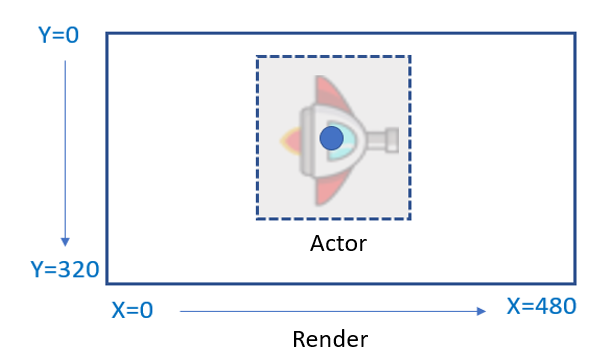 Y=0
Actor
Y=320
X=0
X=480
Render